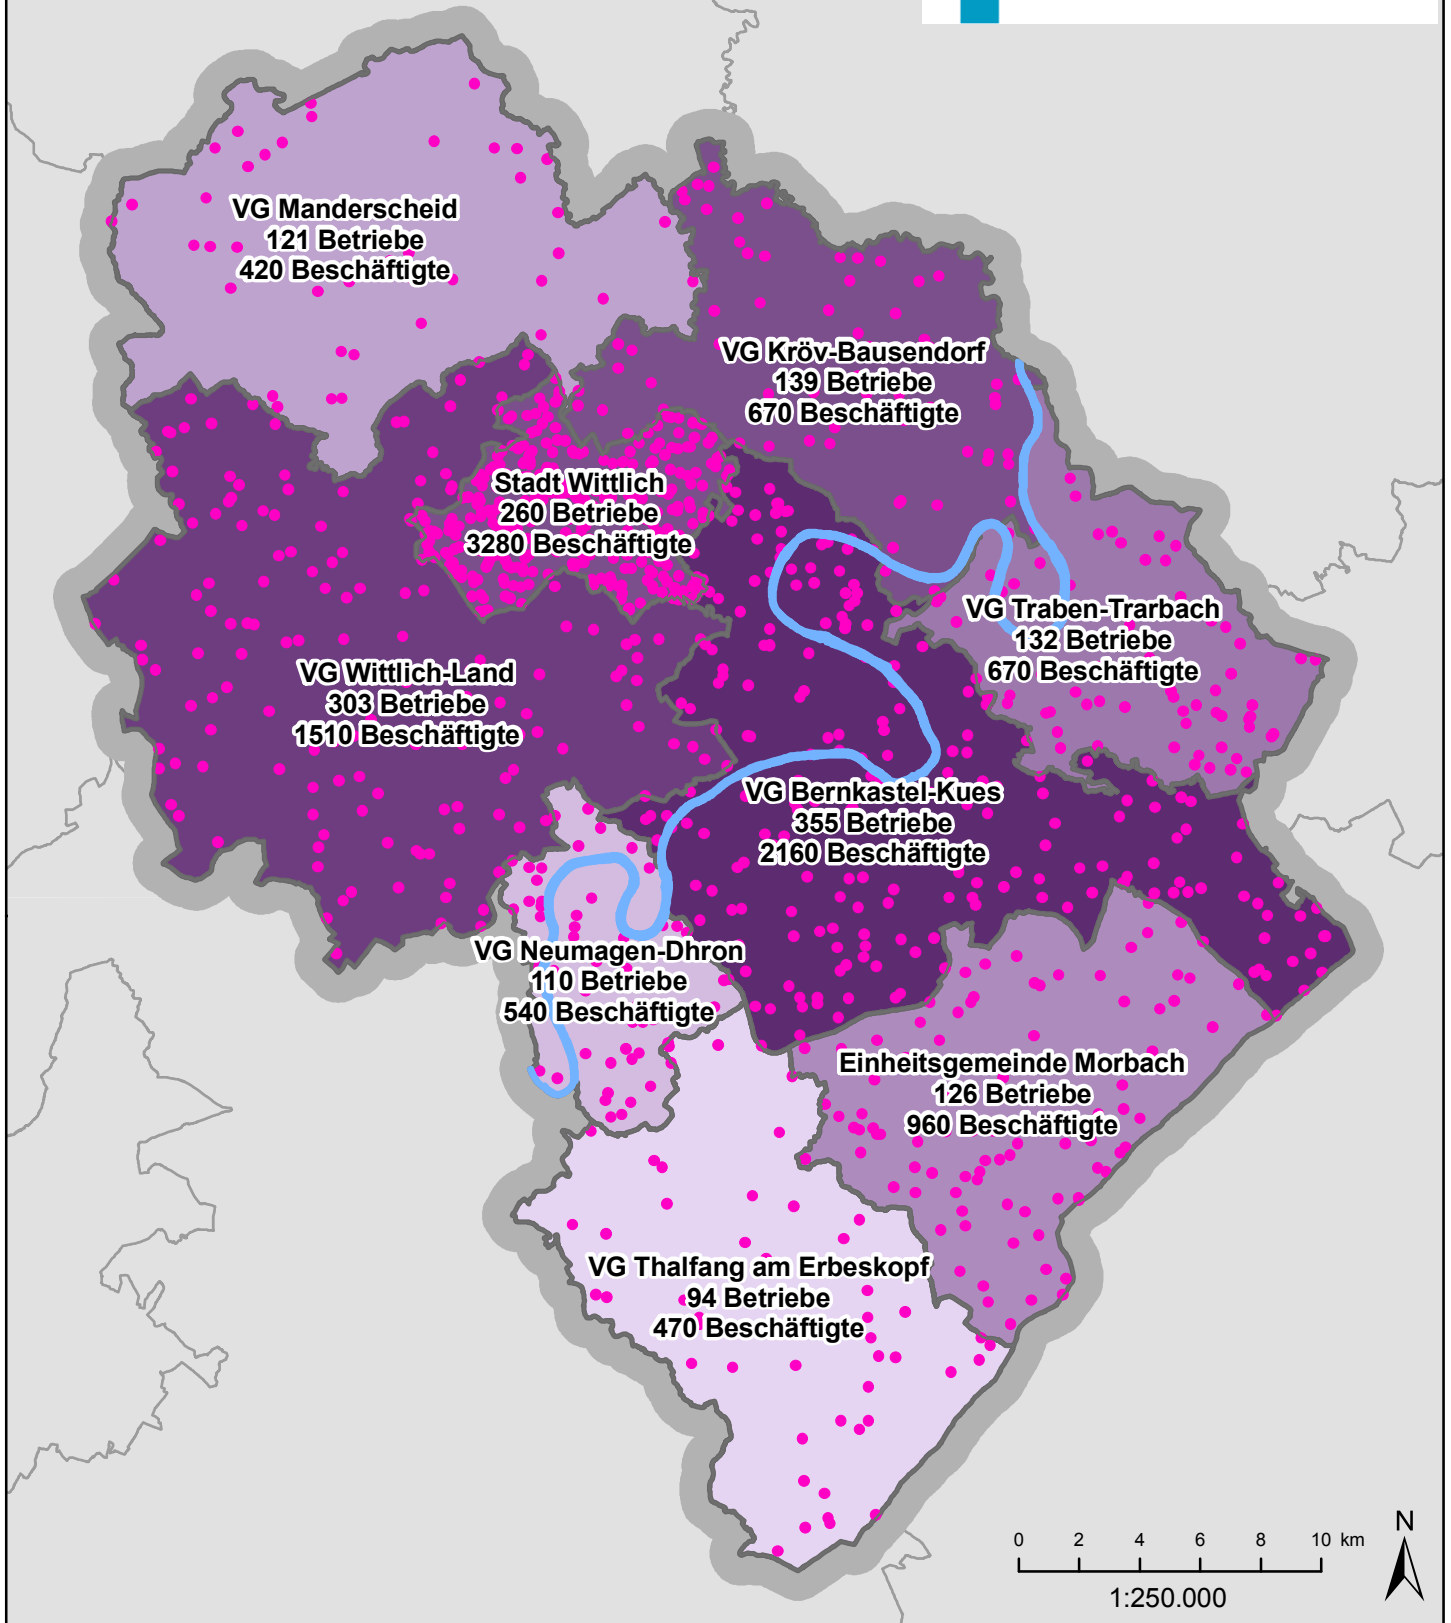 VG Manderscheid
121 Betriebe
420 Beschäftigte
VG Kröv-Bausendorf
139 Betriebe
670 Beschäftigte
Stadt Wittlich
260 Betriebe
3280 Beschäftigte
VG Traben-Trarbach
132 Betriebe
670 Beschäftigte
VG Wittlich-Land
303 Betriebe
1510 Beschäftigte
VG Bernkastel-Kues
355 Betriebe
2160 Beschäftigte
VG Neumagen-Dhron
110 Betriebe
540 Beschäftigte
Einheitsgemeinde Morbach
126 Betriebe
960 Beschäftigte
VG Thalfang am Erbeskopf
94 Betriebe
470 Beschäftigte
N
0 2 4 6 8 10 km
1:250.000